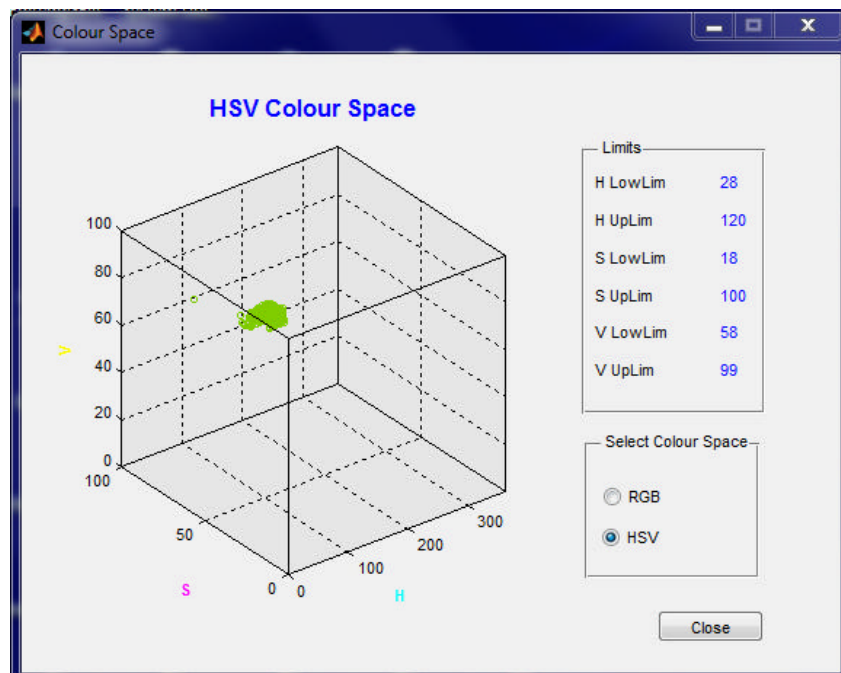 Colour Space
HSV Colour Space
100
80
60
40
20
0
V
100
50
0
S
0
100
200
300
H
Limits
H LowLim 28
H UpLim 120
S LowLim 18
S UpLim 100
V LowLim 58
V UpLim 99
Select Colour Space
RGB
HSV
Close